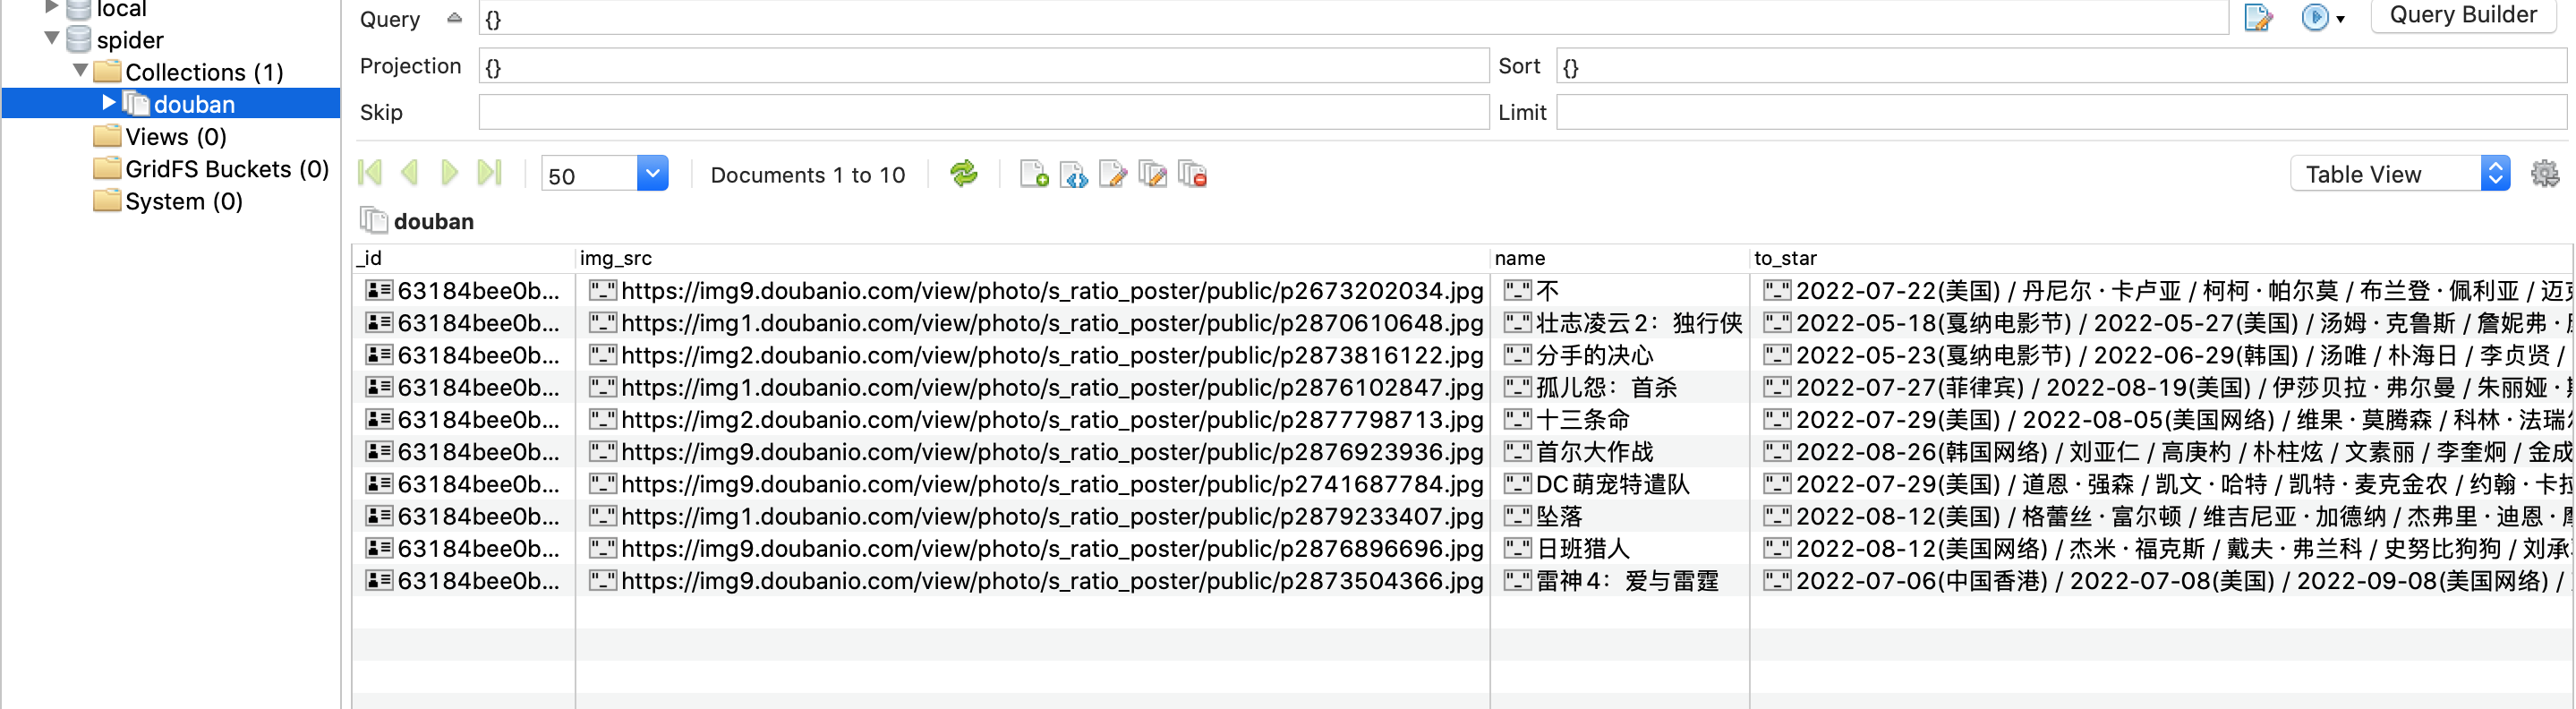 local
spider
Collections (1)
douban
Views (0)
GridFS Buckets (0)
System (0)
Query {} Query Builder
Projection {} Sort {}
Skip Limit
50 Documents 1 to 10 Table View
douban
_id img_src name to_star
63184bee0b... "_" https://img9.doubanio.com/view/photo/s_ratio_poster/public/p2673202034.jpg "_" 不 "_" 2022-07-22(美国) / 丹尼尔·卡卢亚 / 柯柯·帕尔莫 / 布兰登·佩利亚 / 迈
63184bee0b... "_" https://img1.doubanio.com/view/photo/s_ratio_poster/public/p2870610648.jpg "_" 壮志凌云2：独行侠 "_" 2022-05-18(戛纳电影节) / 2022-05-27(美国) / 汤姆·克鲁斯 / 詹妮弗·
63184bee0b... "_" https://img2.doubanio.com/view/photo/s_ratio_poster/public/p2873816122.jpg "_" 分手的决心 "_" 2022-05-23(戛纳电影节) / 2022-06-29(韩国) / 汤唯 / 朴海日 / 李贞贤 /
63184bee0b... "_" https://img1.doubanio.com/view/photo/s_ratio_poster/public/p2876102847.jpg "_" 孤儿怨：首杀 "_" 2022-07-27(菲律宾) / 2022-08-19(美国) / 伊莎贝拉·弗尔曼 / 朱丽娅·
63184bee0b... "_" https://img2.doubanio.com/view/photo/s_ratio_poster/public/p2877798713.jpg "_" 十三条命 "_" 2022-07-29(美国) / 2022-08-05(美国网络) / 维果·莫腾森 / 科林·法瑞
63184bee0b... "_" https://img9.doubanio.com/view/photo/s_ratio_poster/public/p2876923936.jpg "_" 首尔大作战 "_" 2022-08-26(韩国网络) / 刘亚仁 / 高庚杓 / 朴柱炫 / 文素丽 / 李奎炯 / 金成
63184bee0b... "_" https://img9.doubanio.com/view/photo/s_ratio_poster/public/p2741687784.jpg "_" DC萌宠特遣队 "_" 2022-07-29(美国) / 道恩·强森 / 凯文·哈特 / 凯特·麦克金农 / 约翰·卡
63184bee0b... "_" https://img1.doubanio.com/view/photo/s_ratio_poster/public/p2879233407.jpg "_" 坠落 "_" 2022-08-12(美国) / 格蕾丝·富尔顿 / 维吉尼亚·加德纳 / 杰弗里·迪恩·
63184bee0b... "_" https://img9.doubanio.com/view/photo/s_ratio_poster/public/p2876896696.jpg "_" 日班猎人 "_" 2022-08-12(美国网络) / 杰米·福克斯 / 戴夫·弗兰科 / 史努比狗狗 / 刘承
63184bee0b... "_" https://img9.doubanio.com/view/photo/s_ratio_poster/public/p2873504366.jpg "_" 雷神4：爱与雷霆 "_" 2022-07-06(中国香港) / 2022-07-08(美国) / 2022-09-08(美国网络) /